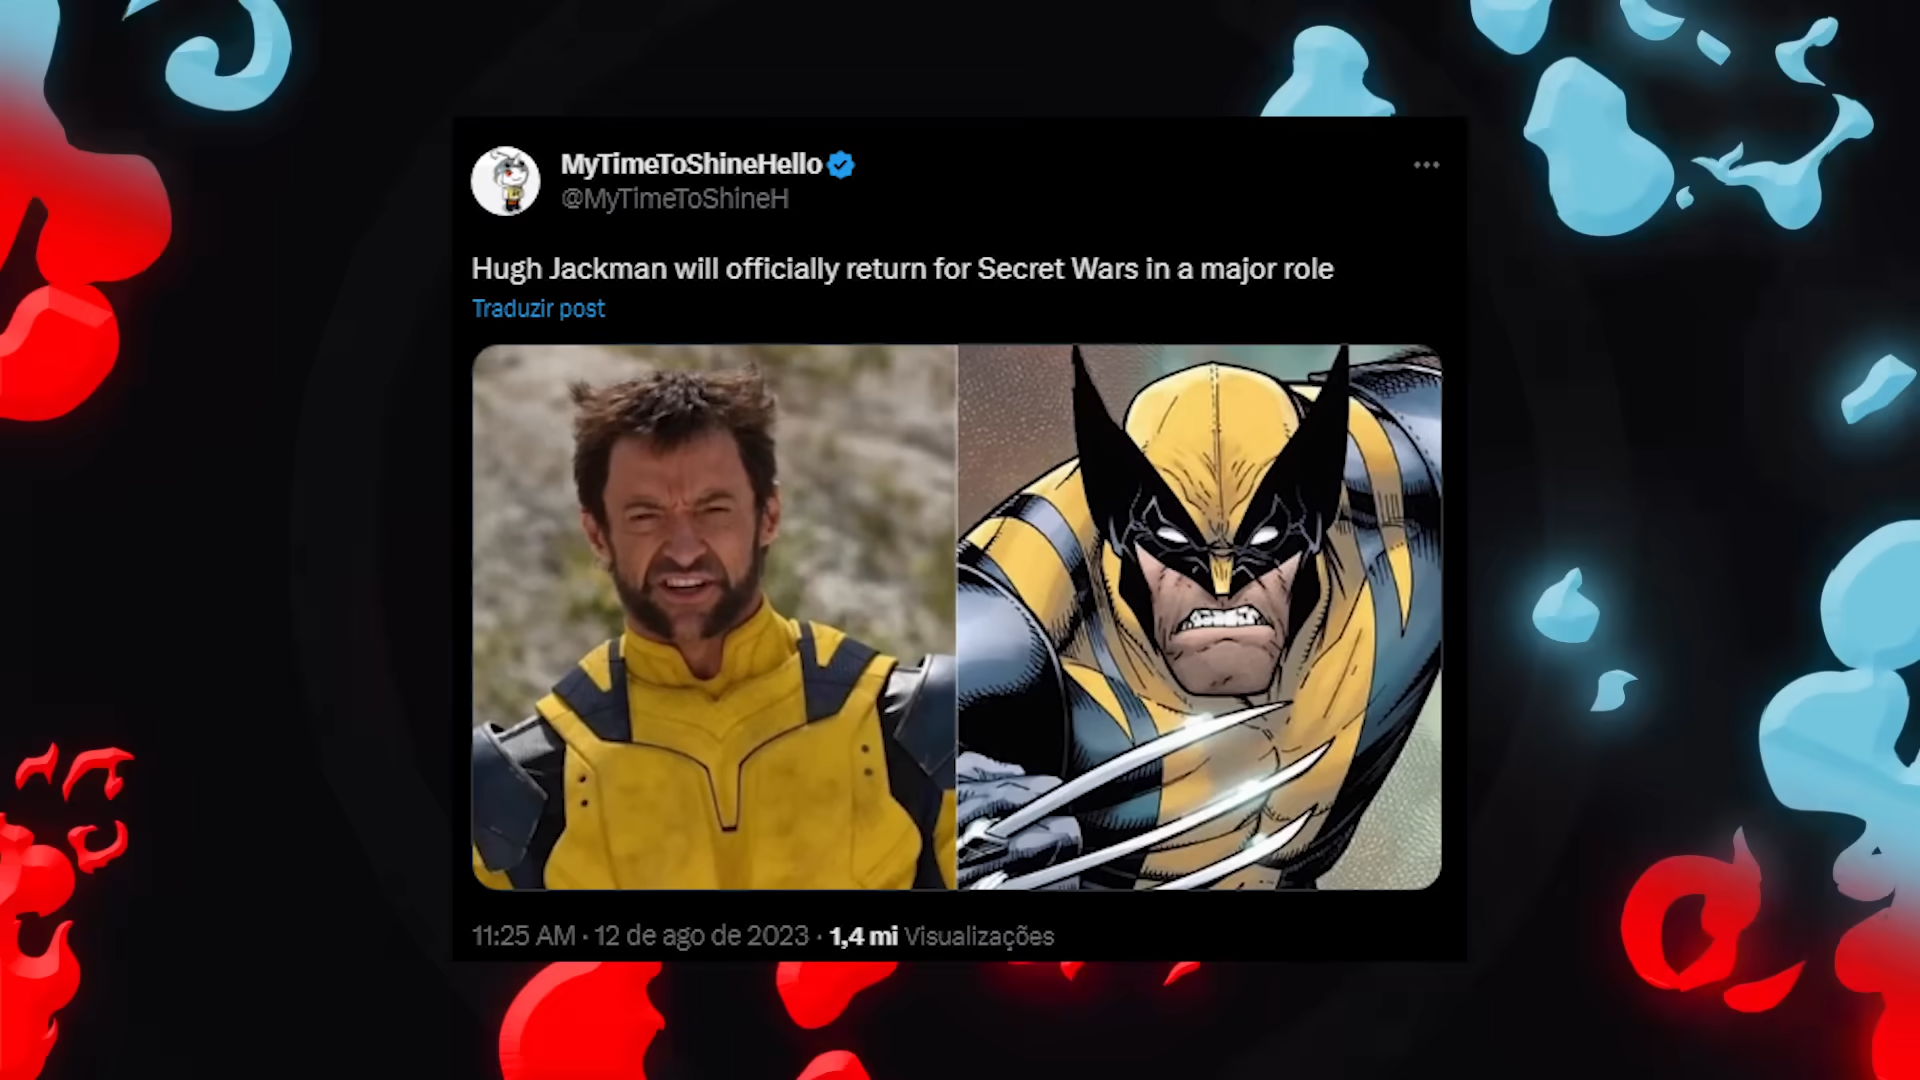 MyTimeToShineHello
@MyTimeToShineH
Hugh Jackman will officially return for Secret Wars in a major role
Traduzir post
11:25 AM · 12 de ago de 2023 · 1,4 mi Visualizações